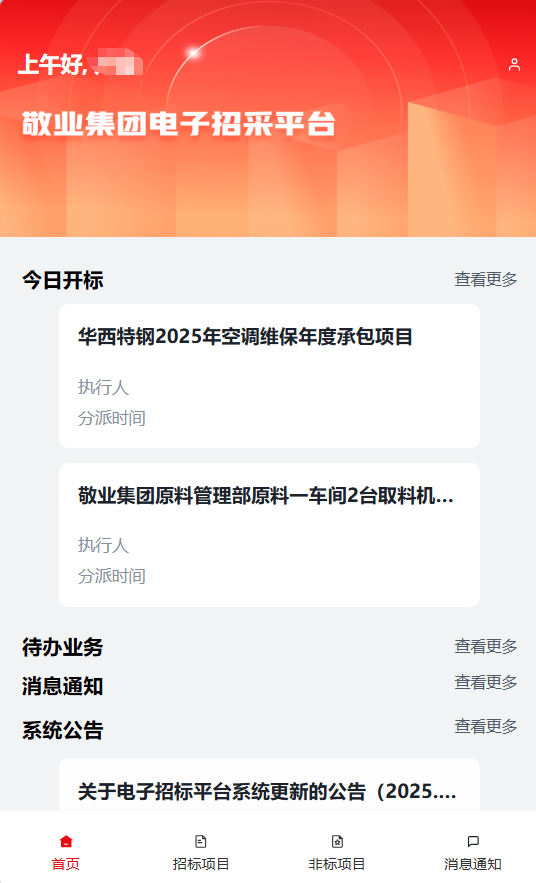 上午好,
敬业集团电子招采平台
今日开标
查看更多
华西特钢2025年空调维保年度承包项目
执行人
分派时间
敬业集团原料管理部原料一车间2台取料机...
执行人
分派时间
待办业务
查看更多
消息通知
查看更多
系统公告
查看更多
关于电子招标平台系统更新的公告（2025....
首页
招标项目
非标项目
消息通知